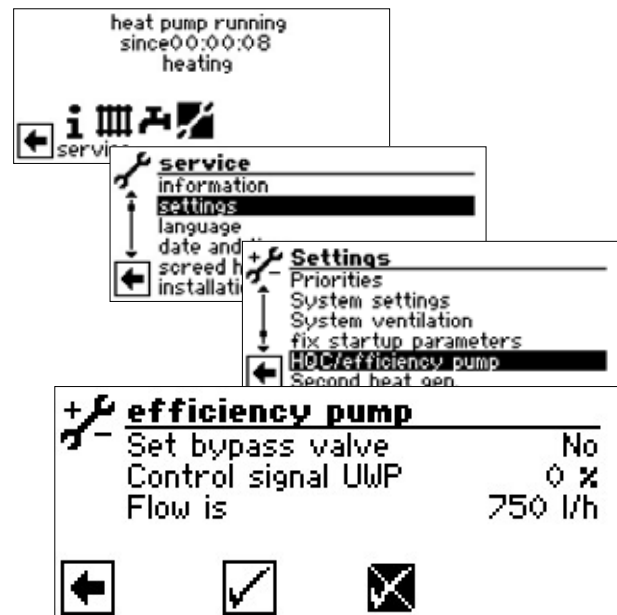 heat pump running
since00:00:08
heating
service
information
settings
language
date and
screed h
installati
Settings
Priorities
System settings
System ventilation
fix startup parameters
HQC/efficiency pump
Second heat gen.
efficiency pump
Set bypass valve No
Control signal UWP 0 %
Flow is 750 l/h